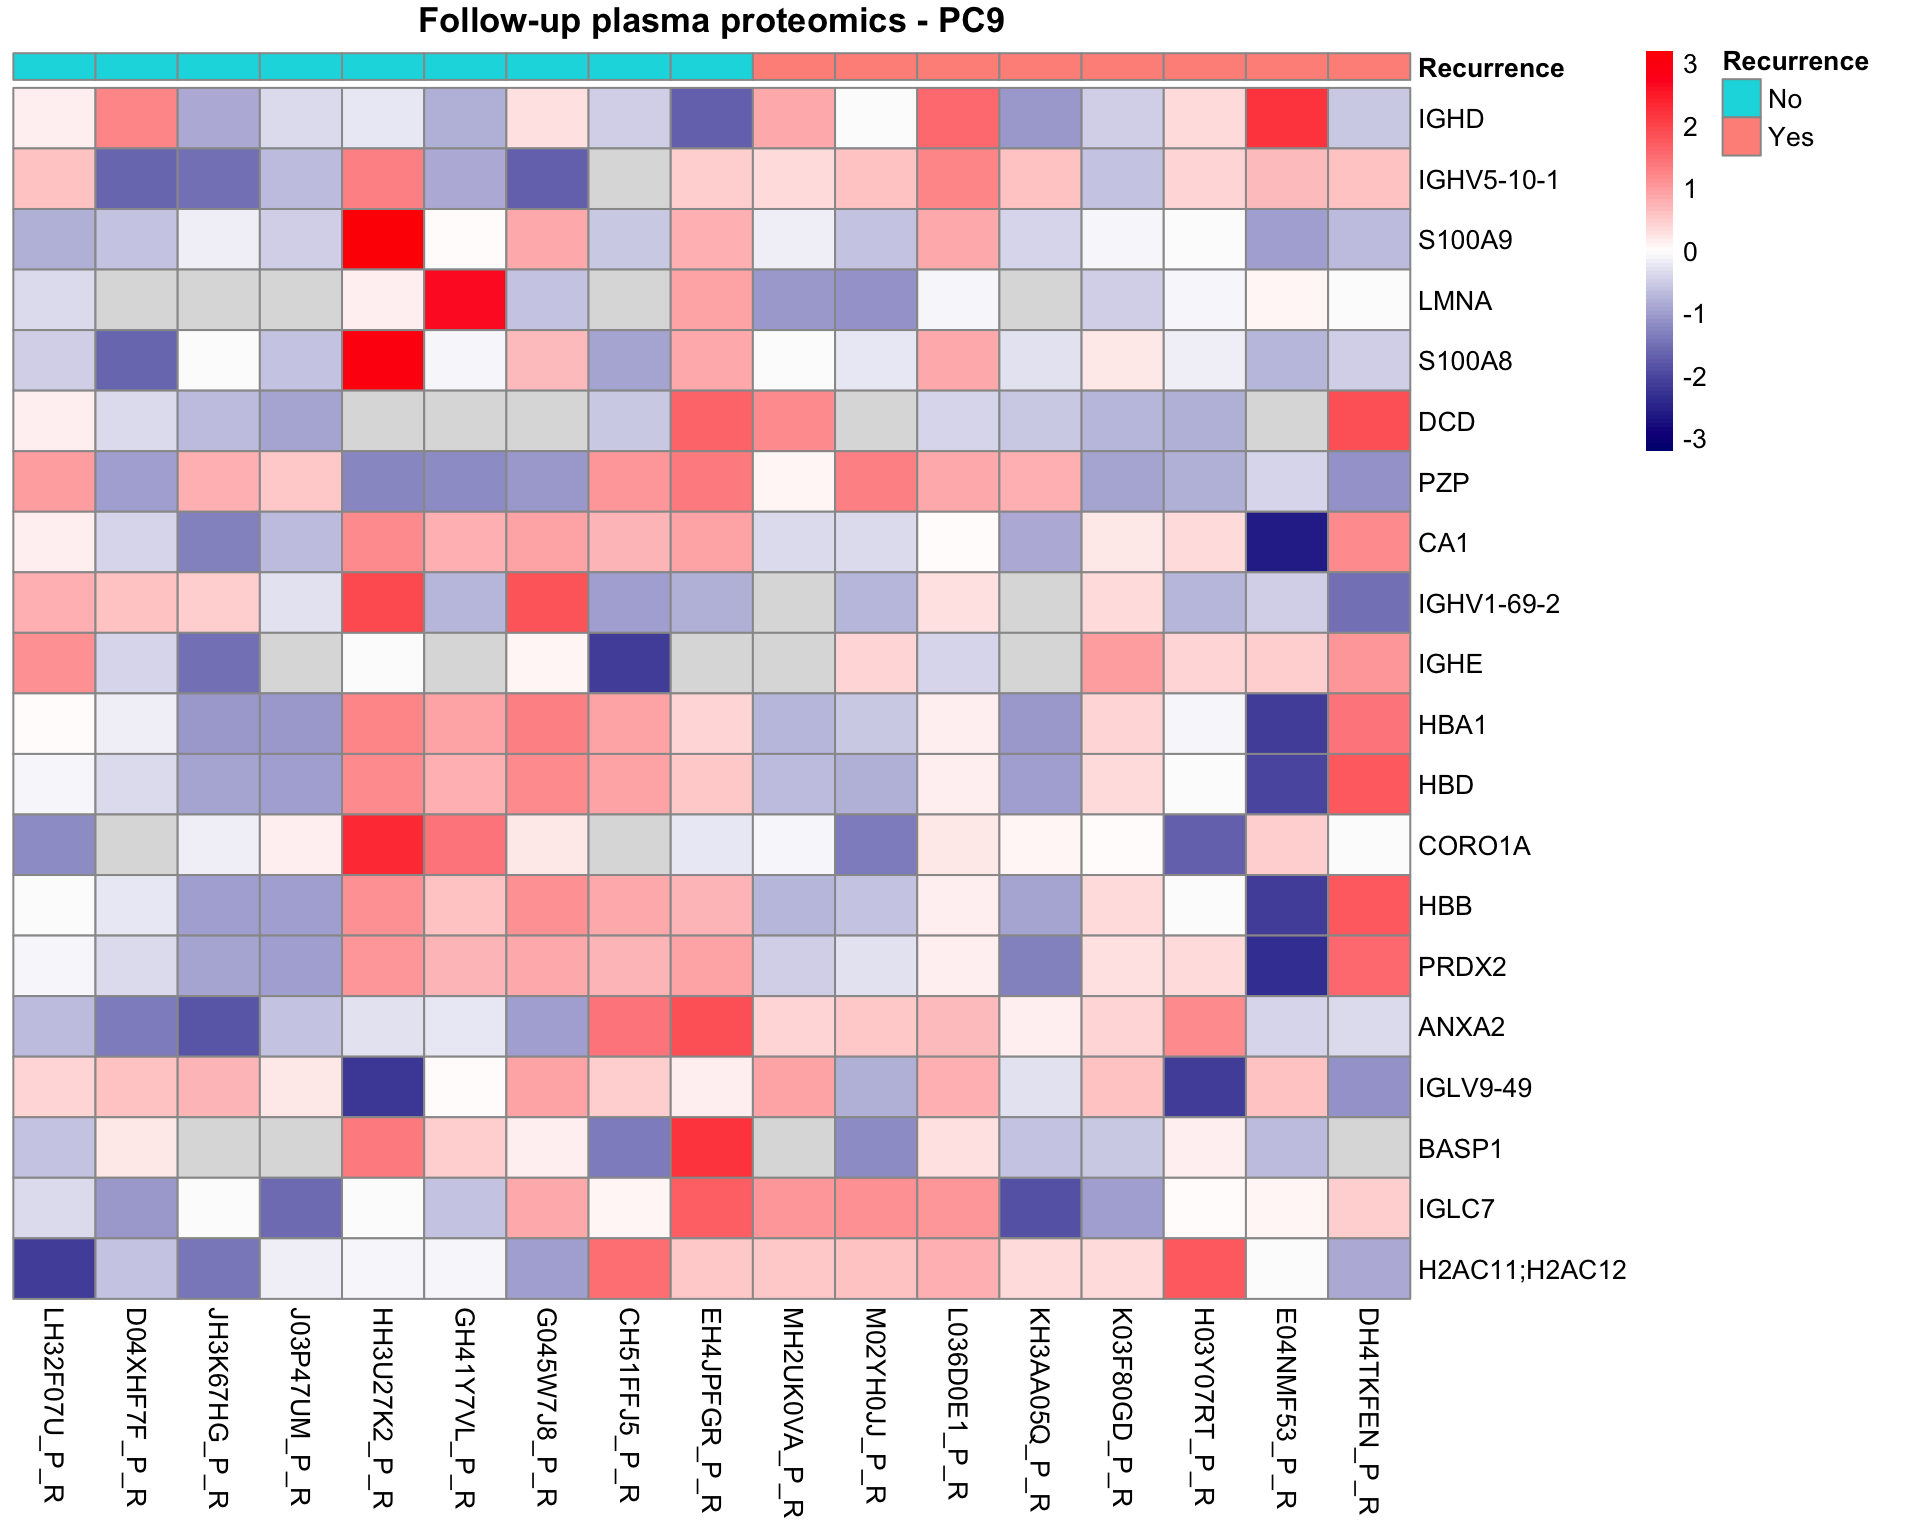 Follow-up plasma proteomics - PC9
Recurrence
IGHD
IGHV5-10-1
S100A9
LMNA
S100A8
DCD
PZP
CA1
IGHV1-69-2
IGHE
HBA1
HBD
CORO1A
HBB
PRDX2
ANXA2
IGLV9-49
BASP1
IGLC7
H2AC11;H2AC12
LH32F07U_P_R
D04XHF7F_P_R
JH3K67HG_P_R
J03P47UM_P_R
HH3U27K2_P_R
GH41Y7VL_P_R
G045W7J8_P_R
CH51FFJ5_P_R
EH4JPFGR_P_R
MH2UK0VA_P_R
M02YH0JJ_P_R
L036D0E1_P_R
KH3AA05Q_P_R
K03F80GD_P_R
H03Y07RT_P_R
E04NMF53_P_R
DH4TKFEN_P_R
3
2
1
0
-1
-2
-3
Recurrence
No
Yes